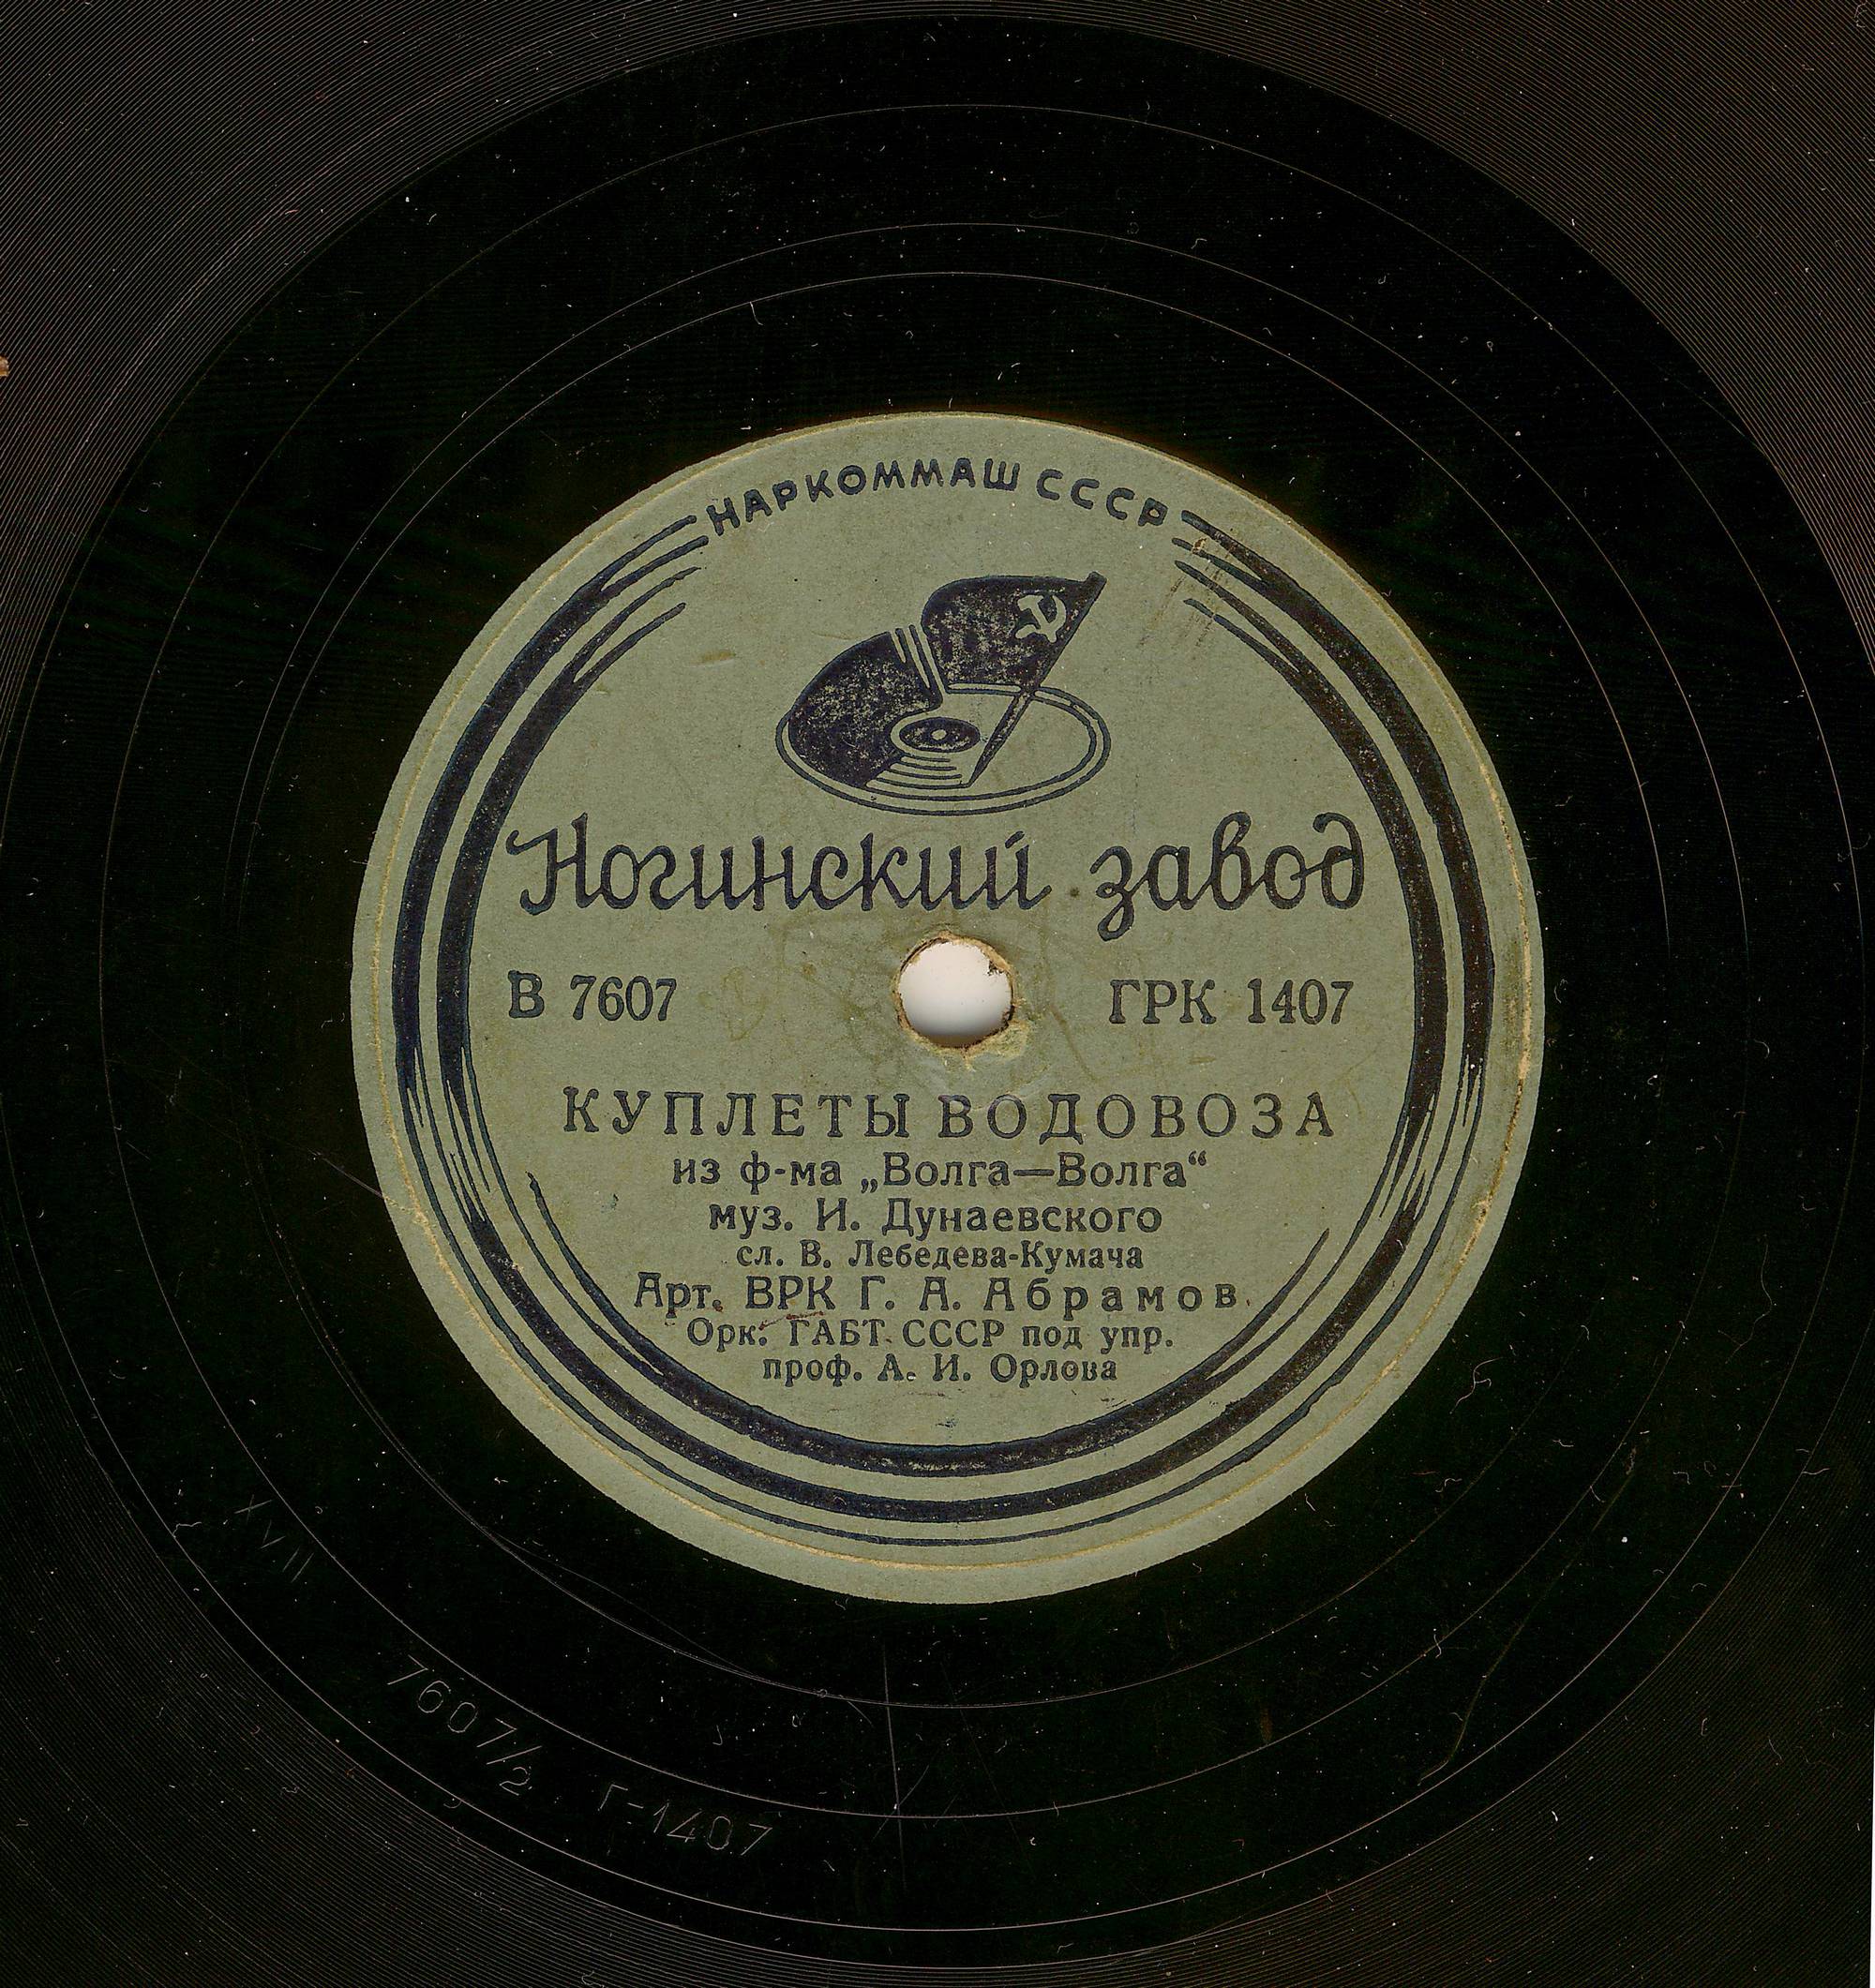 НАРКОММАШ СССР
Ногинский завод
В 7607 ГРК 1407
КУПЛЕТЫ ВОДОВОЗА
из ф-ма „Волга—Волга“
муз. И. Дунаевского
сл. В. Лебедева-Кумача
Арт. ВРК Г. А. Абрамов
Орк. ГАБТ СССР под упр.
проф. А. И. Орлова
XVII
7607/2 Г-1407